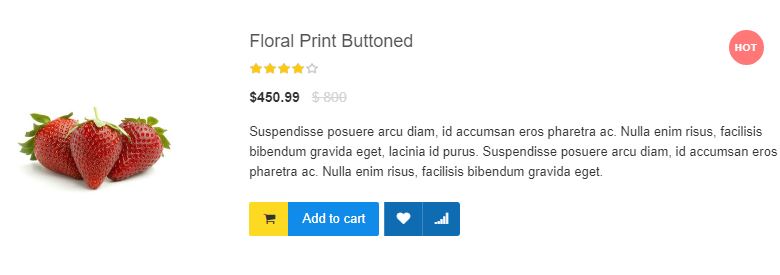 Floral Print Buttoned
HOT
$450.99 $ 800
Suspendisse posuere arcu diam, id accumsan eros pharetra ac. Nulla enim risus, facilisis
bibendum gravida eget, lacinia id purus. Suspendisse posuere arcu diam, id accumsan eros
pharetra ac. Nulla enim risus, facilisis bibendum gravida eget.
Add to cart